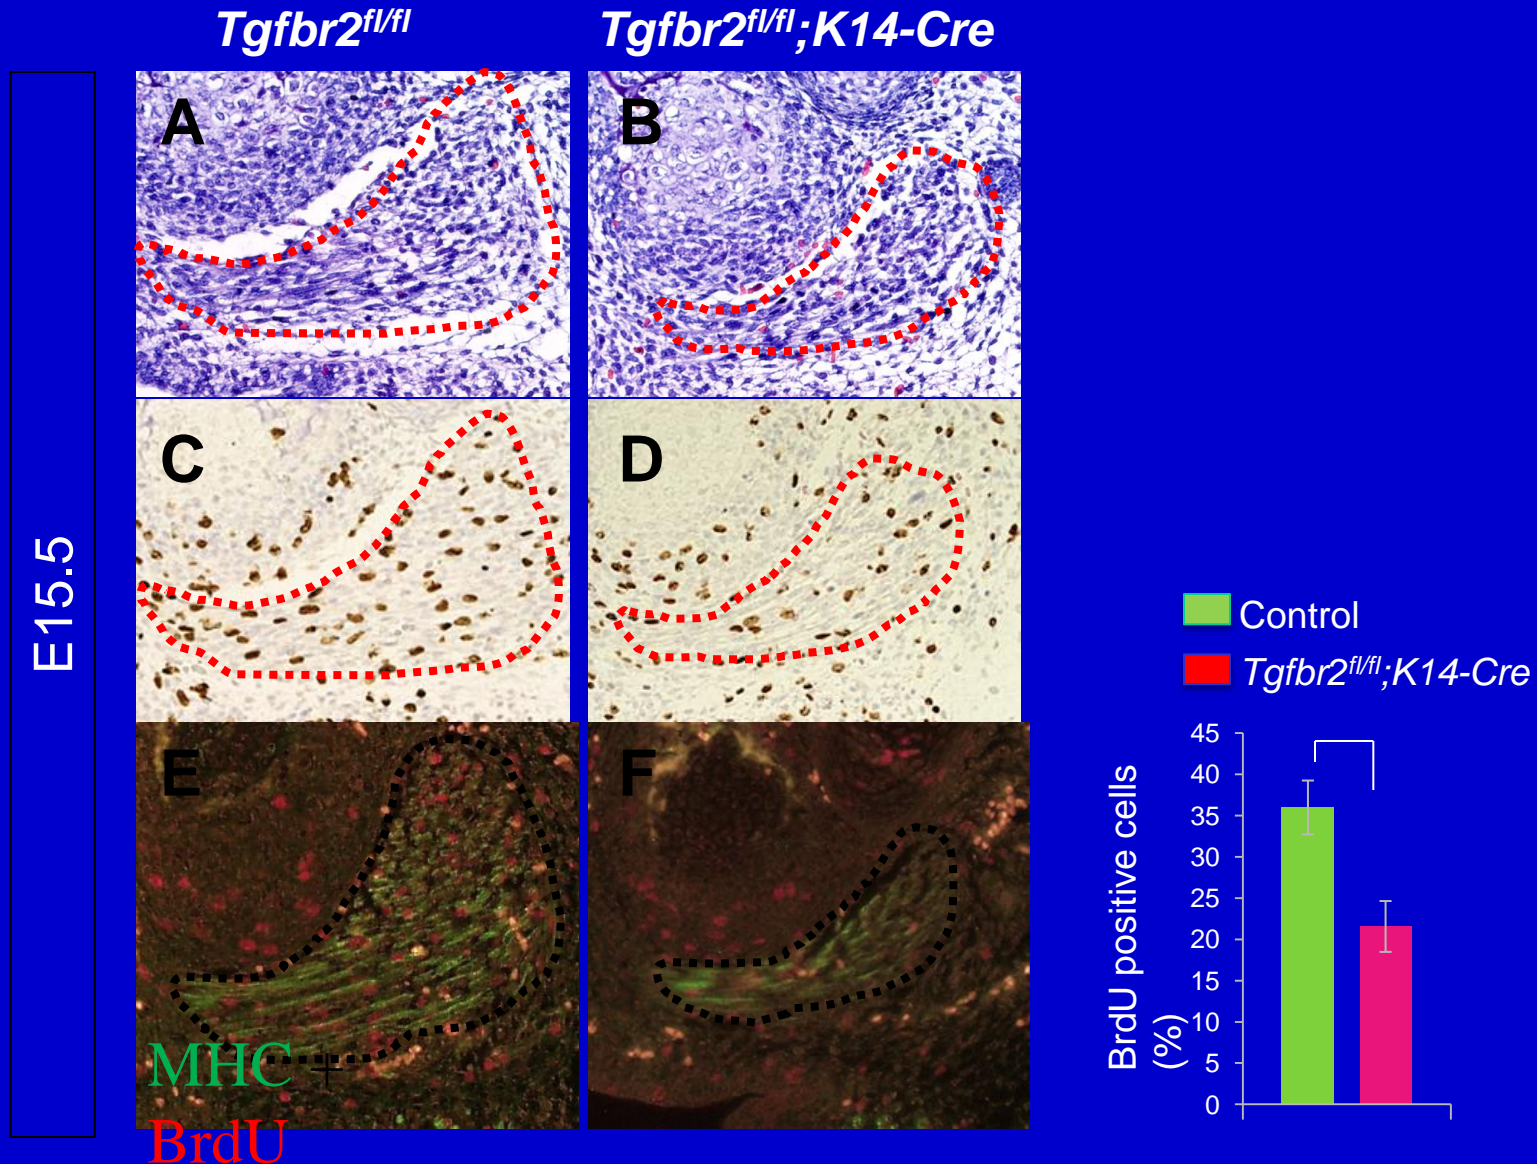 Tgfbr2fl/fl
Tgfbr2fl/fl;K14-Cre
E15.5
A
B
C
D
E
F
MHC
BrdU
Control
Tgfbr2fl/fl;K14-Cre
BrdU positive cells
(%)
45
40
35
30
25
20
15
10
5
0